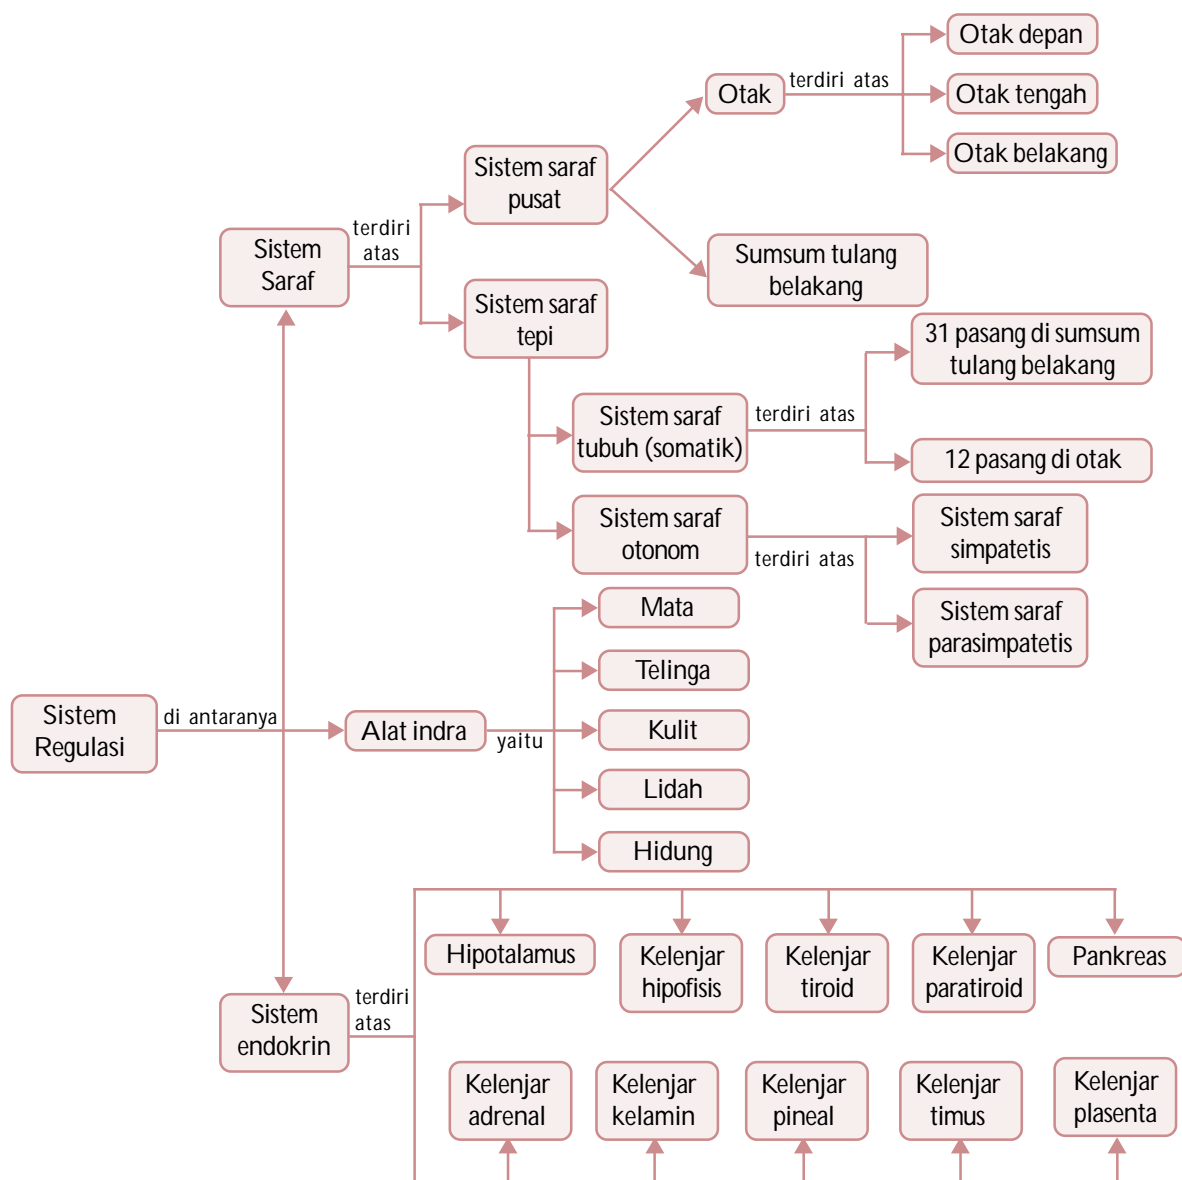 Otak depan
Otak
terdiri atas
Otak tengah
Otak belakang
Sistem saraf
pusat
Sumsum tulang
belakang
Sistem
Saraf
terdiri
atas
Sistem saraf
tepi
31 pasang di sumsum
tulang belakang
Sistem saraf
tubuh (somatik)
terdiri atas
12 pasang di otak
Sistem saraf
otonom
terdiri atas
Sistem saraf
simpatetis
Sistem saraf
parasimpatetis
Mata
Telinga
Sistem
Regulasi
di antaranya
Alat indra
yaitu
Kulit
Lidah
Hidung
Hipotalamus
Kelenjar
hipofisis
Kelenjar
tiroid
Kelenjar
paratiroid
Pankreas
Sistem
endokrin
terdiri
atas
Kelenjar
adrenal
Kelenjar
kelamin
Kelenjar
pineal
Kelenjar
timus
Kelenjar
plasenta